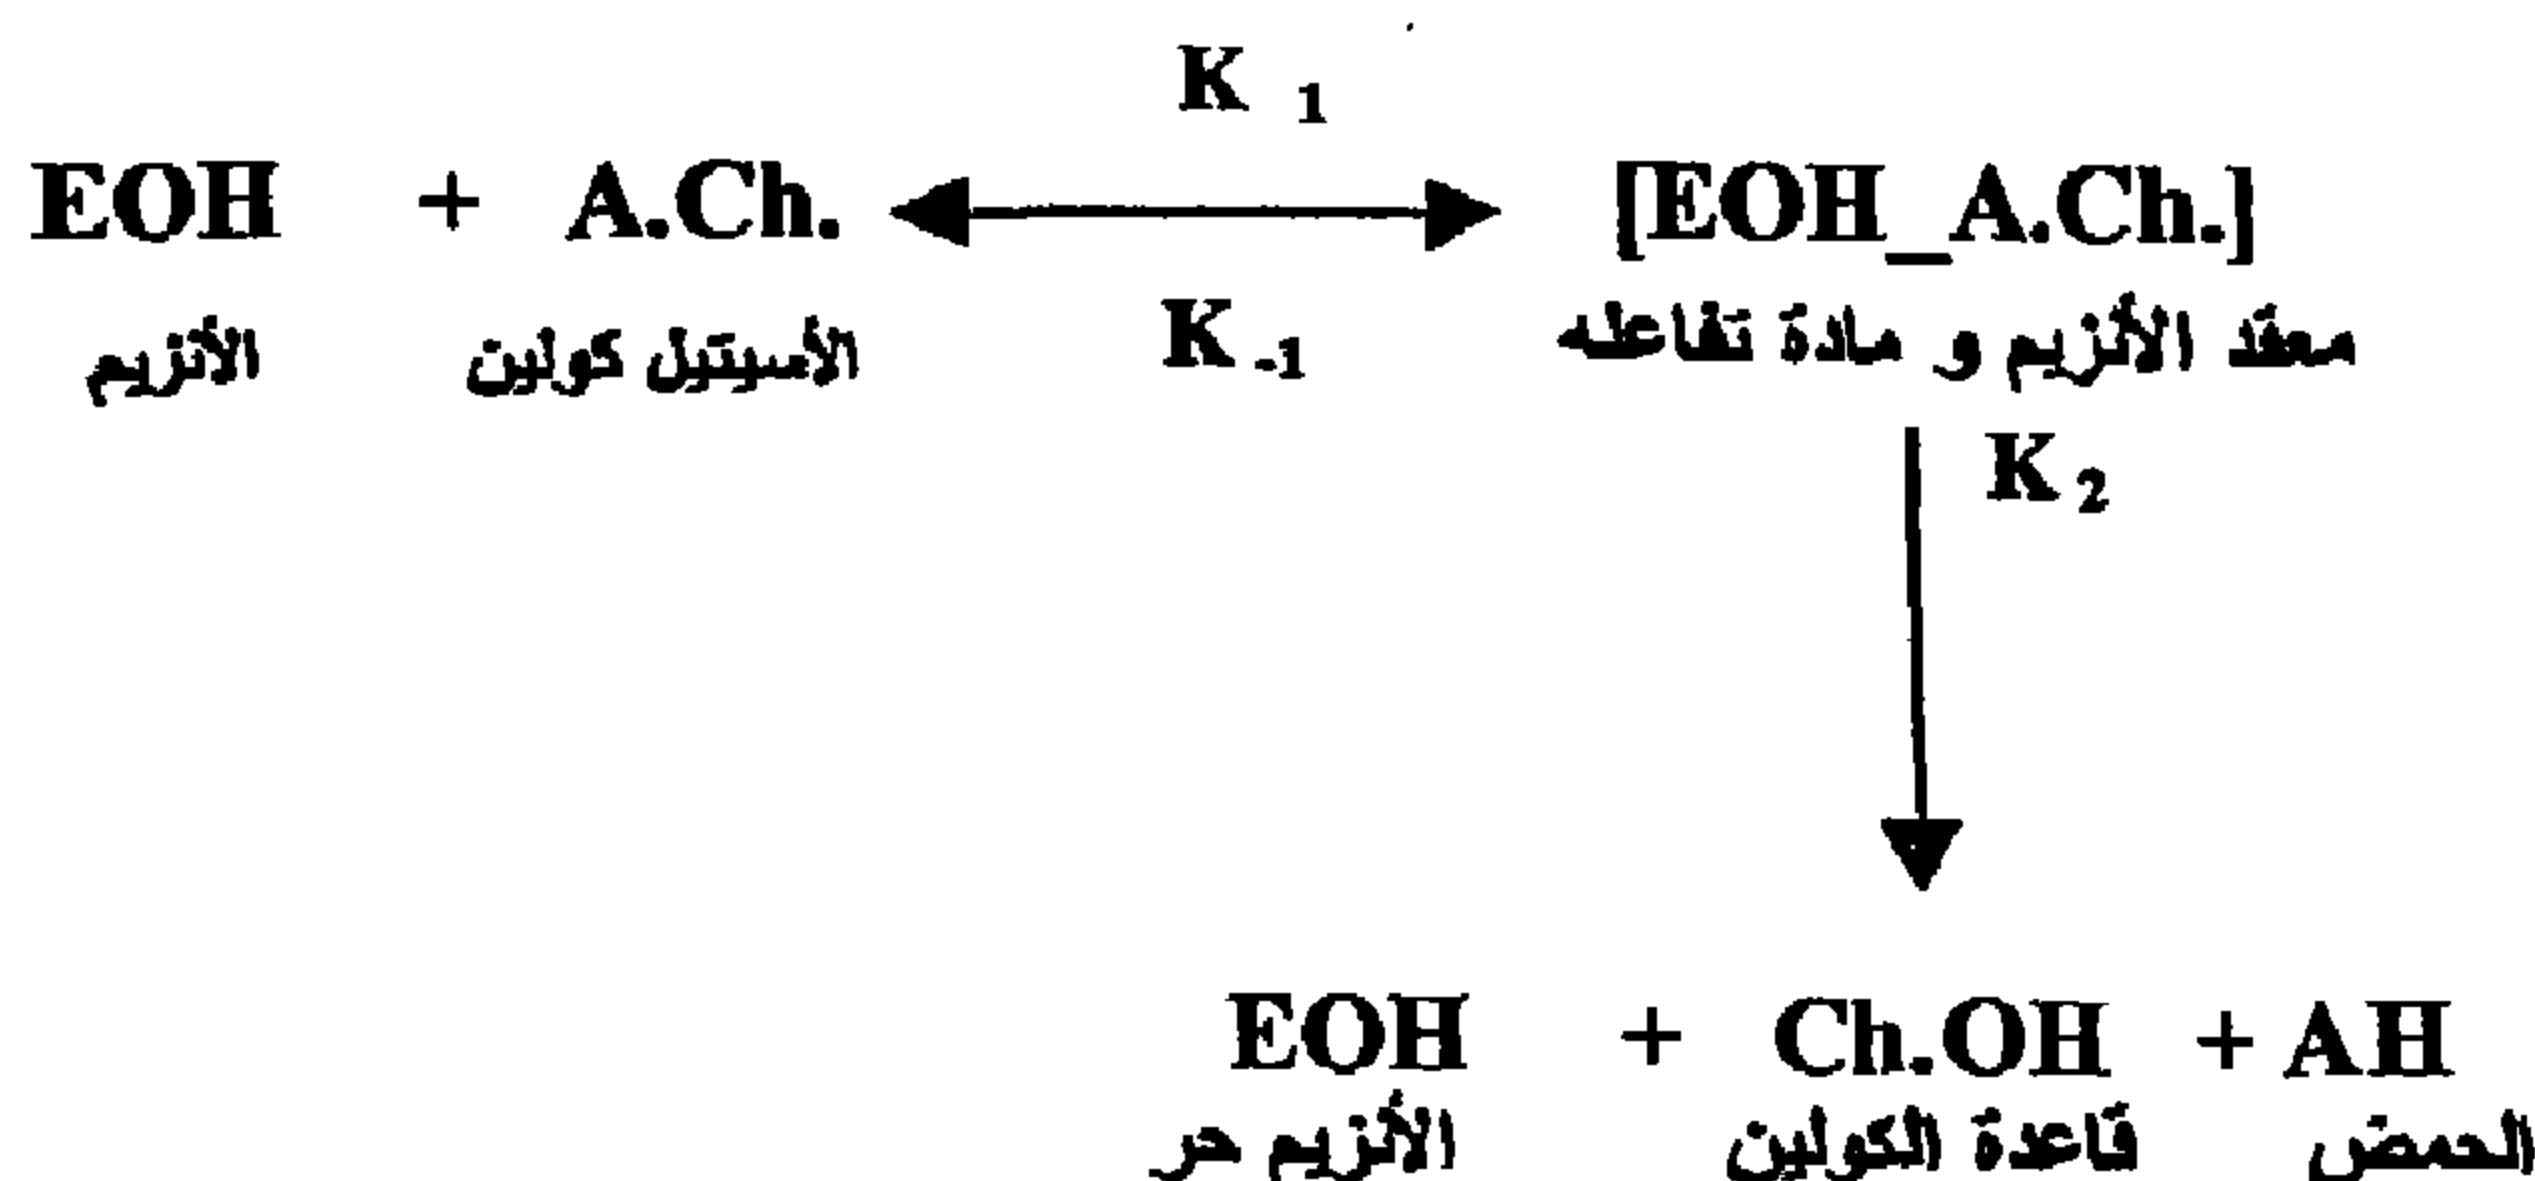 K 1
EOH + A.Ch. [EOH_A.Ch.]
K -1
الأنزيم الأسيتيل كولين معقد الأنزيم و مادة تفاعله
K 2
EOH + Ch.OH + AH
الأنزيم حر قاعدة الكولين الحمض